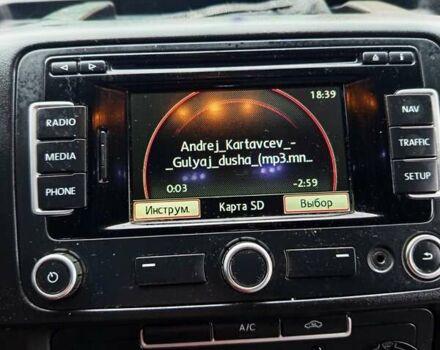 18:39
RADIO
MEDIA
PHONE
Andrej_Kartavcev_-
_Gulyaj_dusha_(mp3.mn...
0:03
-2:59
Инструм.
Карта SD
Выбор
NAV
TRAFFIC
SETUP
A/C